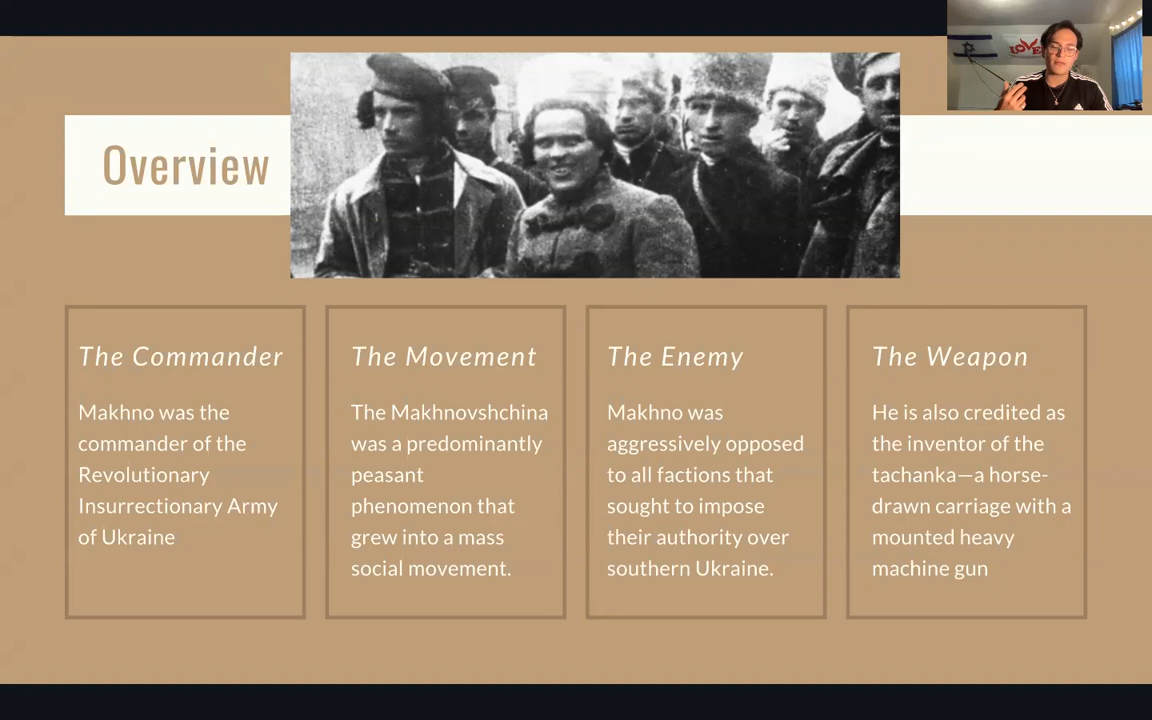 LOVE
Overview
The Commander
Makhno was the
commander of the
Revolutionary
Insurrectionary Army
of Ukraine
The Movement
The Makhnovshchina
was a predominantly
peasant
phenomenon that
grew into a mass
social movement.
The Enemy
Makhno was
aggressively opposed
to all factions that
sought to impose
their authority over
southern Ukraine.
The Weapon
He is also credited as
the inventor of the
tachanka—a horse-
drawn carriage with a
mounted heavy
machine gun